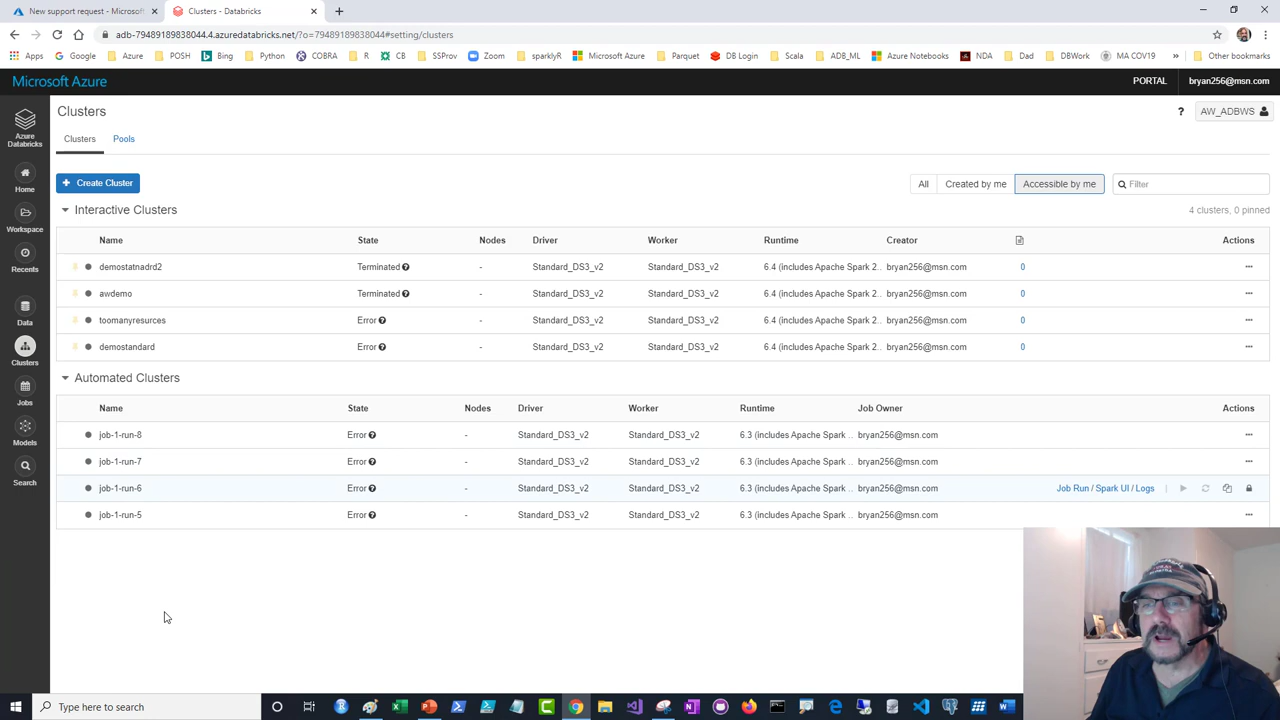 New support request - Microsoft
Clusters - Databricks
adb-79489189838044.4.azuredatabricks.net/?o=79489189838044#setting/clusters
Apps Google Azure POSH Bing Python COBRA R CB SSProv Zoom sparklyR Microsoft Azure Parquet DB Login Scala ADB_ML Azure Notebooks NDA Dad DBWork MA COV19 » Other bookmarks
Microsoft Azure PORTAL bryan256@msn.com
Azure Databricks
Home
Workspace
Recents
Data
Clusters
Jobs
Models
Search
Clusters ? AW_ADBWS
Clusters Pools
+ Create Cluster All Created by me Accessible by me Filter
Interactive Clusters 4 clusters, 0 pinned
Name State Nodes Driver Worker Runtime Creator Actions
demostatnadrd2 Terminated - Standard_DS3_v2 Standard_DS3_v2 6.4 (includes Apache Spark 2... bryan256@msn.com 0 ...
awdemo Terminated - Standard_DS3_v2 Standard_DS3_v2 6.4 (includes Apache Spark 2... bryan256@msn.com 0 ...
toomanyresurces Error - Standard_DS3_v2 Standard_DS3_v2 6.4 (includes Apache Spark 2... bryan256@msn.com 0 ...
demostandard Error - Standard_DS3_v2 Standard_DS3_v2 6.4 (includes Apache Spark 2... bryan256@msn.com 0 ...
Automated Clusters
Name State Nodes Driver Worker Runtime Job Owner Actions
job-1-run-8 Error - Standard_DS3_v2 Standard_DS3_v2 6.3 (includes Apache Spark ... bryan256@msn.com ...
job-1-run-7 Error - Standard_DS3_v2 Standard_DS3_v2 6.3 (includes Apache Spark ... bryan256@msn.com ...
job-1-run-6 Error - Standard_DS3_v2 Standard_DS3_v2 6.3 (includes Apache Spark ... bryan256@msn.com Job Run / Spark UI / Logs |
job-1-run-5 Error - Standard_DS3_v2 Standard_DS3_v2 6.3 (includes Apache Spark ... bryan256@msn.com ...
Type here to search